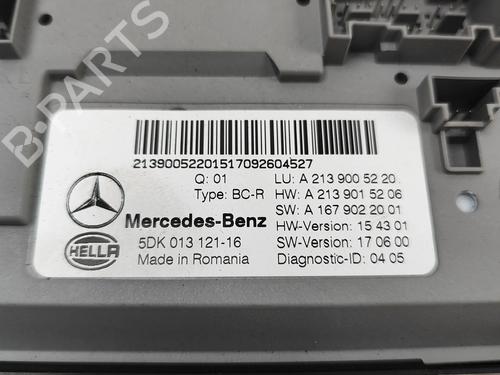 B-PARTS
21390052201517092604527
Q: 01
LU: A 213 900 52 20
Type: BC-R
HW: A 213 901 52 06
SW: A 167 902 20 01
Mercedes-Benz
HW-Version: 15 43 01
HELLA
5DK 013 121-16
SW-Version: 17 06 00
Made in Romania
Diagnostic-ID: 04 05